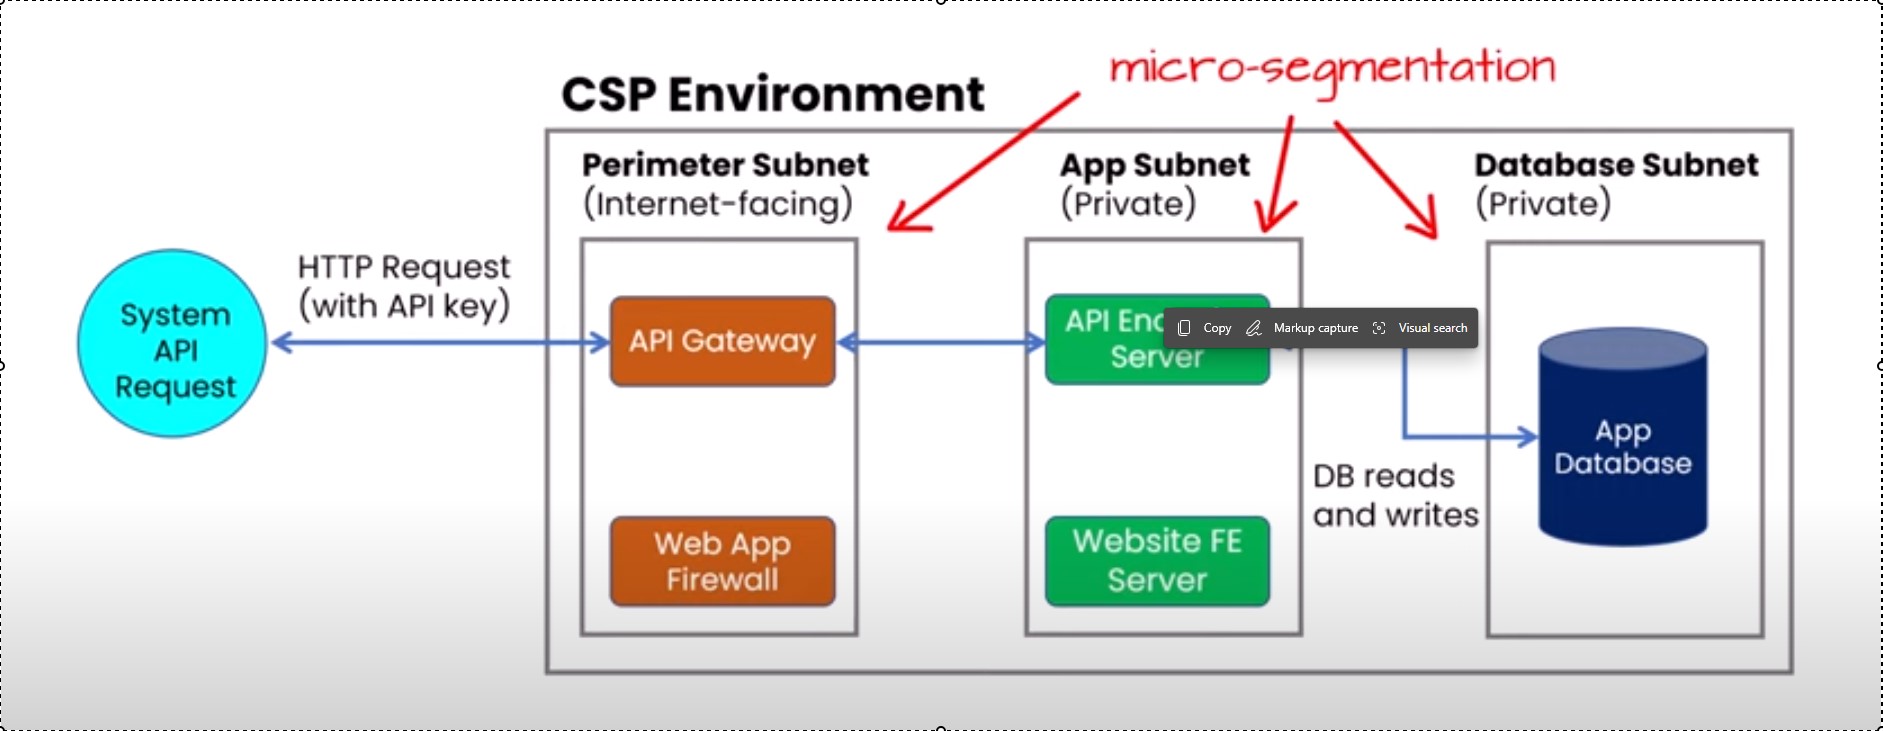 micro-segmentation
CSP Environment
Perimeter Subnet
(Internet-facing)
App Subnet
(Private)
Database Subnet
(Private)
HTTP Request
(with API key)
System
API
Request
API Gateway
API
Server
Copy
Markup capture
Visual search
App
Database
DB reads
and writes
Web App
Firewall
Website FE
Server